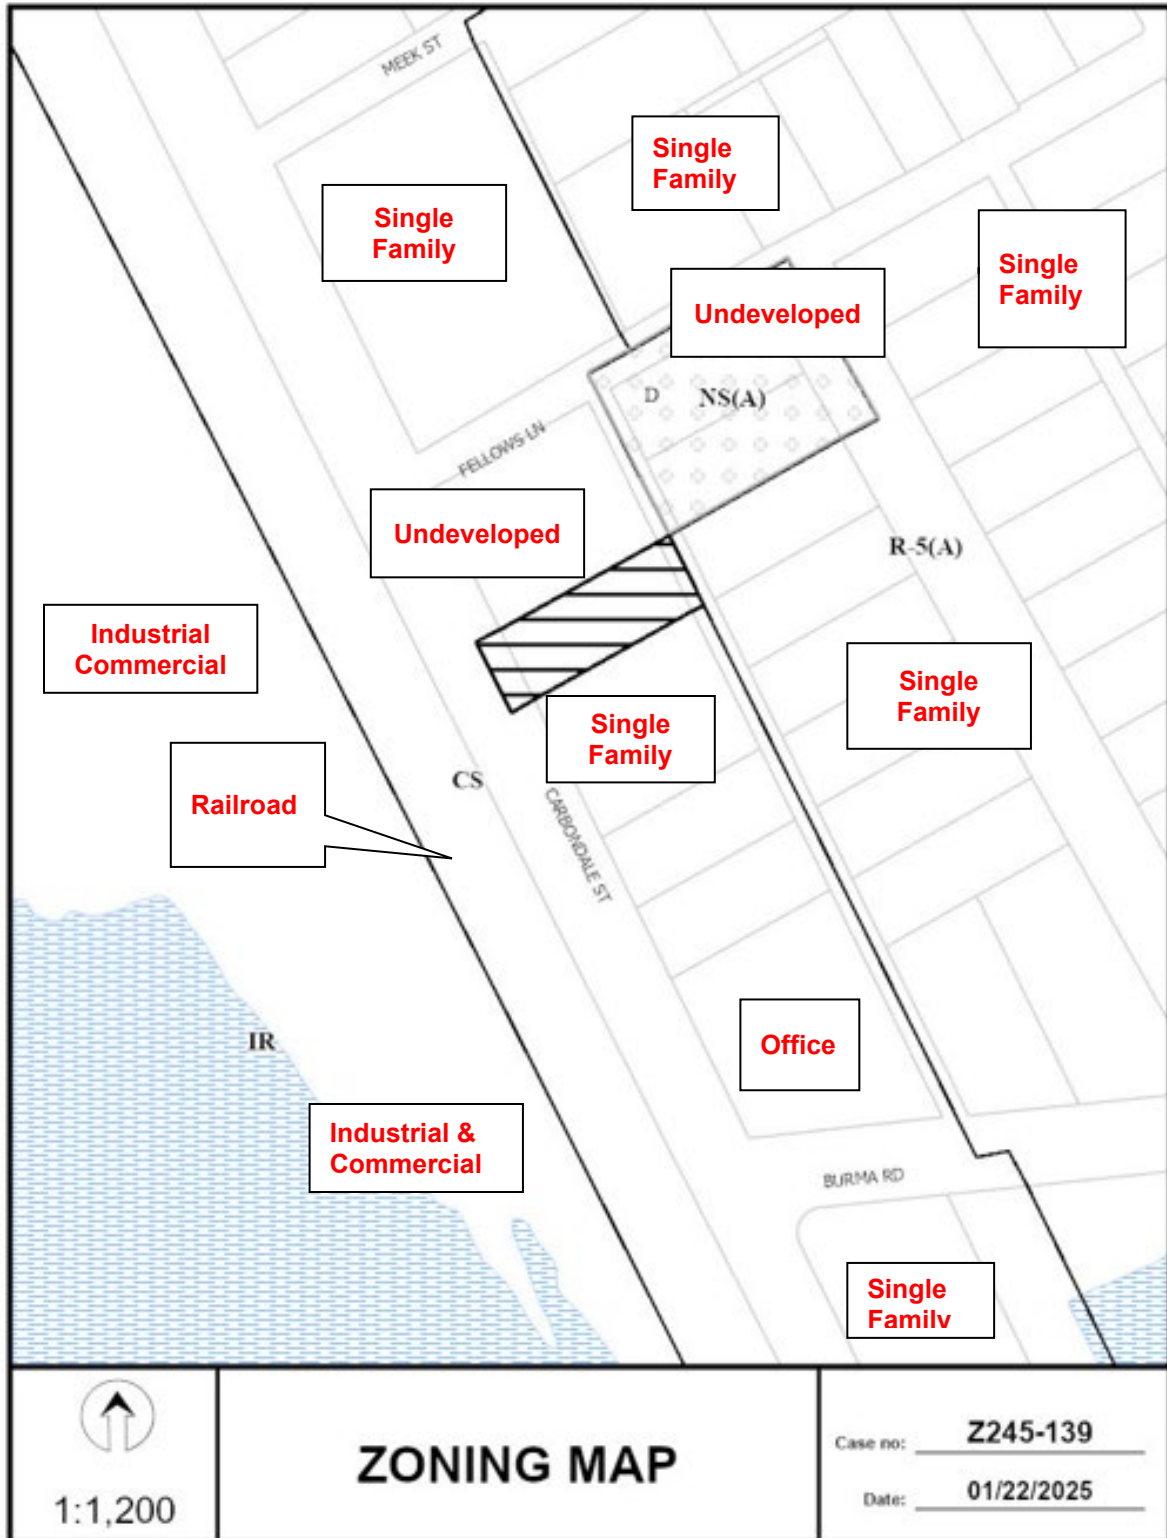 MEEK ST
Single
Family
Single
Family
Single
Family
Undeveloped
D
NS(A)
FELLOWS LN
Undeveloped
R-5(A)
Industrial
Commercial
Single
Family
Single
Family
Railroad
CS
CARBONDALE ST
Office
IR
Industrial &
Commercial
BURMA RD
Single
Family
1:1,200
ZONING MAP
Case no: Z245-139
Date: 01/22/2025